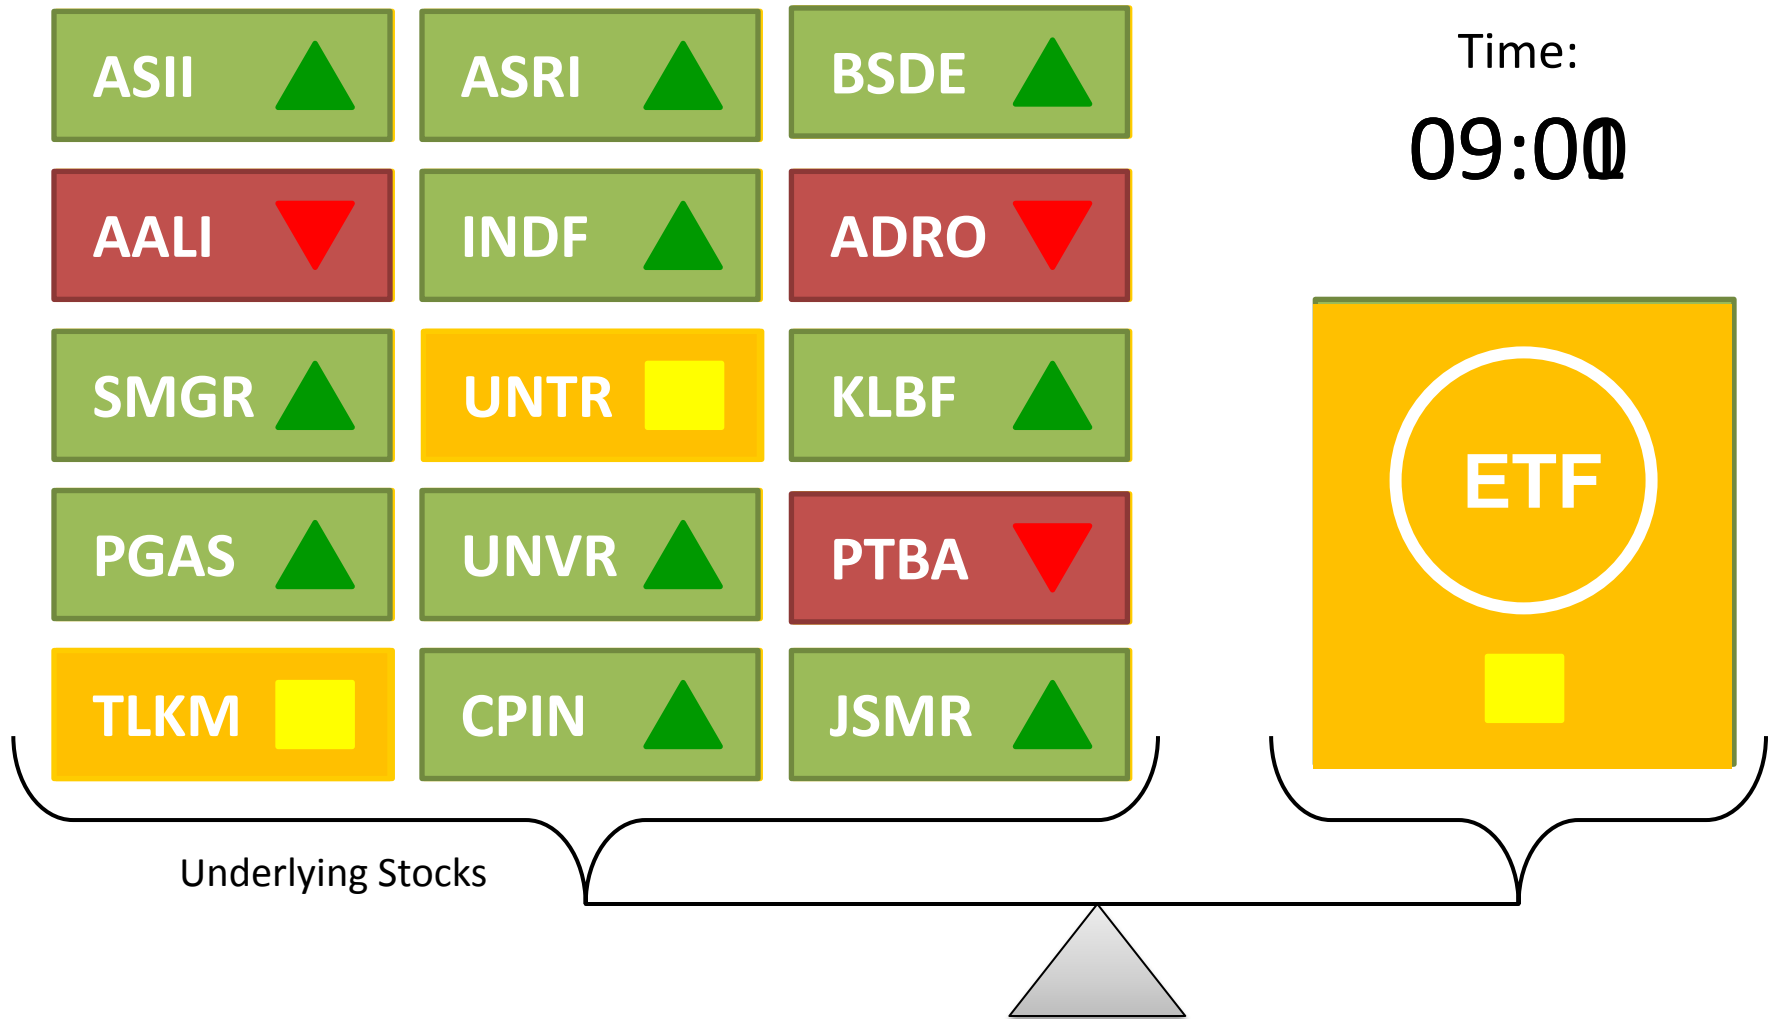 ASII ASRI BSDE
Time:
09:00
AALI INDF ADRO
SMGR UNTR KLBF
ETF
PGAS UNVR PTBA
TLKM CPIN JSMR
Underlying Stocks